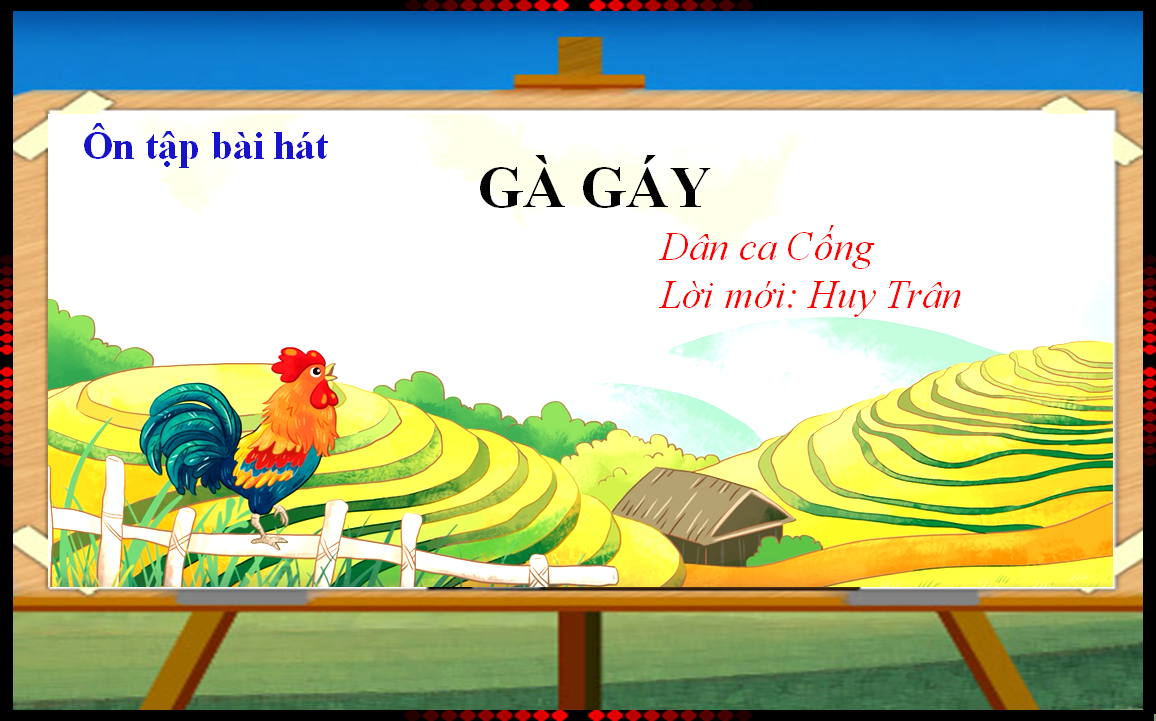 Ôn tập bài hát
GÀ GÁY
Dân ca Cống
Lời mới: Huy Trân